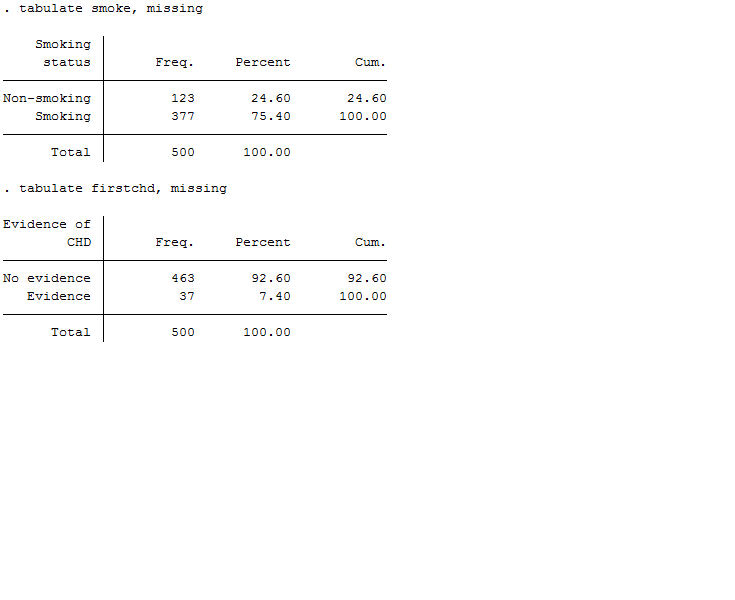 . tabulate smoke, missing
Smoking
status Freq. Percent Cum.
Non-smoking 123 24.60 24.60
Smoking 377 75.40 100.00
Total 500 100.00
. tabulate firstchd, missing
Evidence of
CHD Freq. Percent Cum.
No evidence 463 92.60 92.60
Evidence 37 7.40 100.00
Total 500 100.00